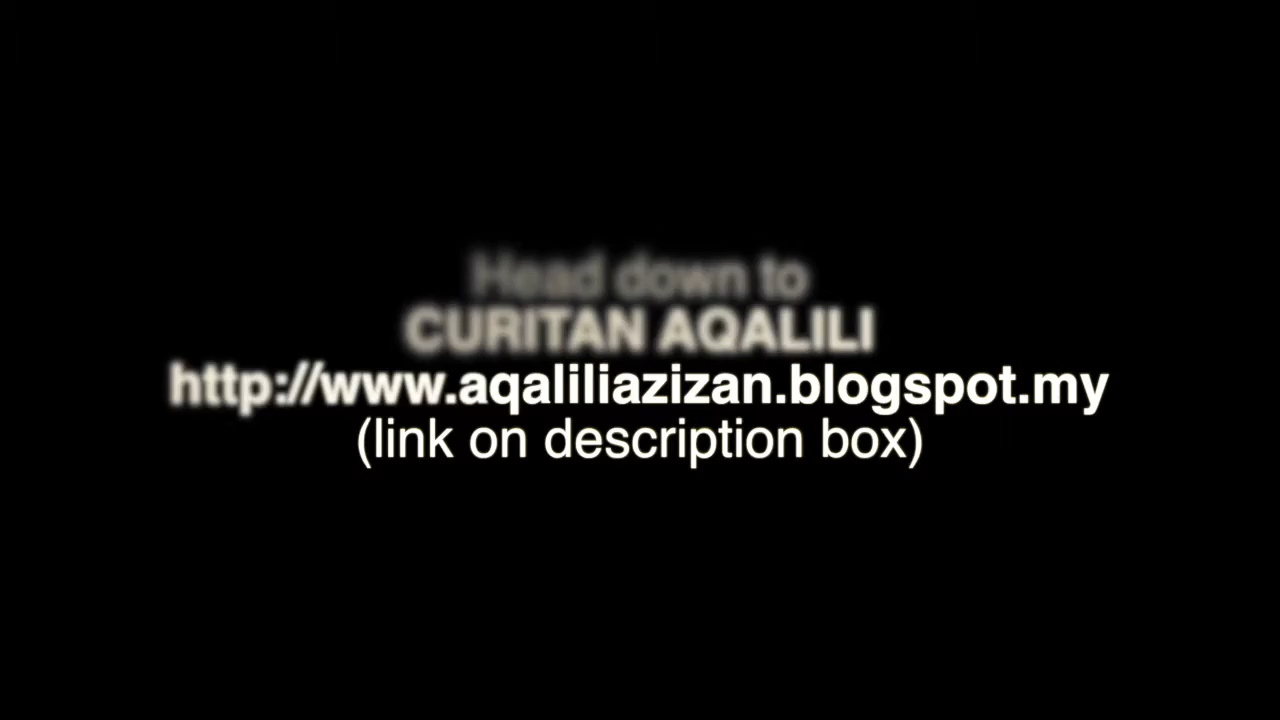 Head down to
CURITAN AQALILI
http://www.aqaliliazizan.blogspot.my
(link on description box)